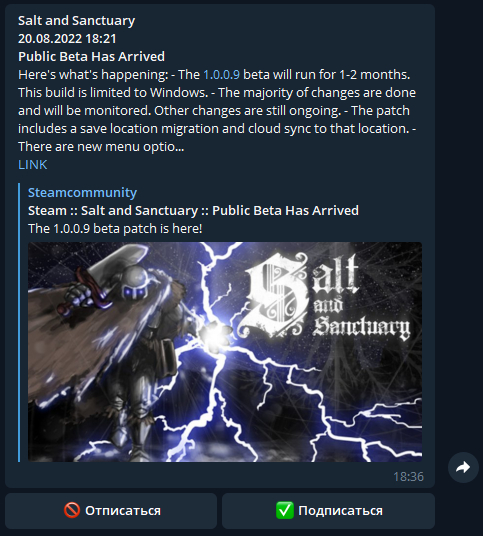 Salt and Sanctuary
20.08.2022 18:21
Public Beta Has Arrived
Here's what's happening: - The 1.0.0.9 beta will run for 1-2 months.
This build is limited to Windows. - The majority of changes are done
and will be monitored. Other changes are still ongoing. - The patch
includes a save location migration and cloud sync to that location. -
There are new menu optio...
LINK
Steamcommunity
Steam :: Salt and Sanctuary :: Public Beta Has Arrived
The 1.0.0.9 beta patch is here!
Salt
and
Sanctuary
18:36
Отписаться
Подписаться